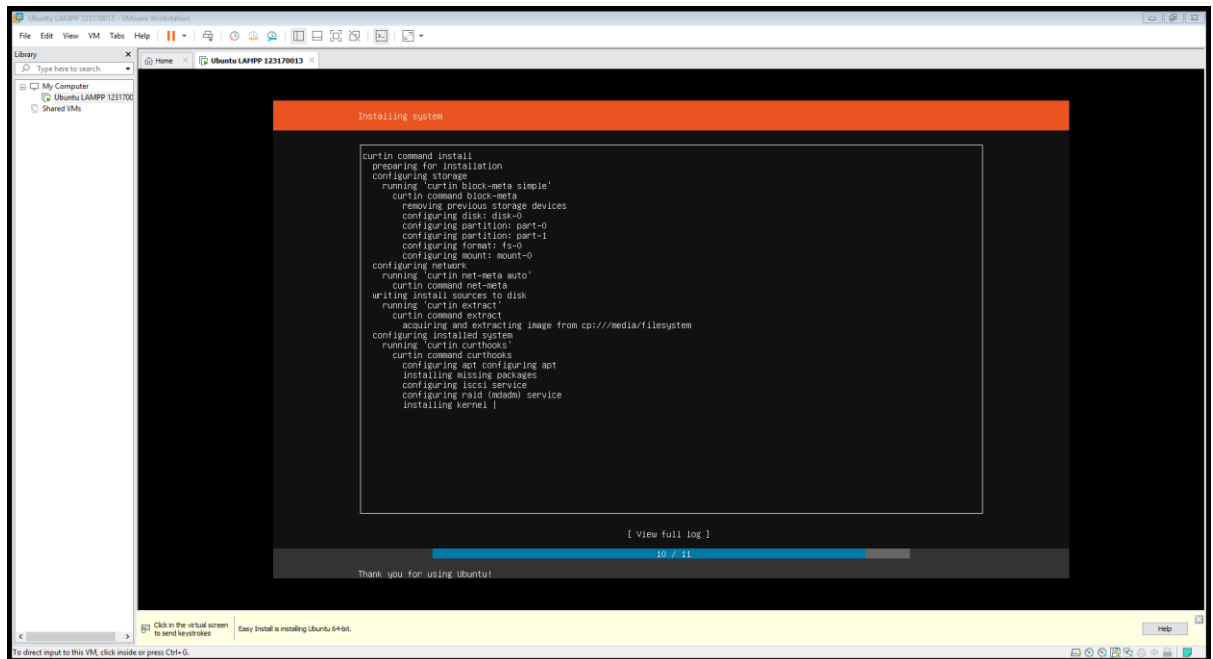 Ubuntu LAMPP 123170013 - VMware Workstation
File Edit View VM Tabs Help
Library
Type here to search
My Computer
Ubuntu LAMPP 1231700
Shared VMs
Home
Ubuntu LAMPP 123170013
Installing system
curtin command install
preparing for installation
configuring storage
running 'curtin block-meta simple'
curtin command block-meta
removing previous storage devices
configuring disk: disk-0
configuring partition: part-0
configuring partition: part-1
configuring format: fs-0
configuring mount: mount-0
configuring network
running 'curtin net-meta auto'
curtin command net-meta
writing install sources to disk
running 'curtin extract'
curtin command extract
acquiring and extracting image from cp:///media/filesystem
configuring installed system
running 'curtin curthooks'
curtin command curthooks
configuring apt configuring apt
installing missing packages
configuring iscsi service
configuring raid (mdadm) service
installing kernel |
[ View full log ]
10 / 11
Thank you for using Ubuntu!
Click in the virtual screen
to send keystrokes
Easy Install is installing Ubuntu 64-bit.
Help
To direct input to this VM, click inside or press Ctrl+G.